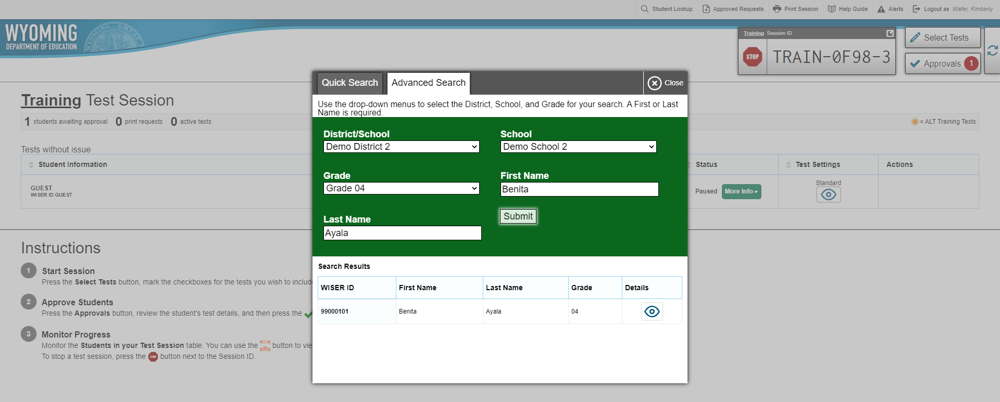 Student Lookup
Approved Requests
Print Session
Help Guide
Alerts
Logout as Wafer, Kimberly
WYOMING
DEPARTMENT OF EDUCATION
WYOMING · GREAT
Training Session ID
STOP
TRAIN-0F98-3
Select Tests
Approvals 1
Training Test Session
1 students awaiting approval 0 print requests 0 active tests
= ALT Training Tests
Tests without issue
Student Information
Status
Test Settings
Actions
GUEST
WISER ID GUEST
Paused
More Info ▸
Standard
Quick Search
Advanced Search
Close
Use the drop-down menus to select the District, School, and Grade for your search. A First or Last
Name is required.
District/School
School
Demo District 2
Demo School 2
Grade
First Name
Grade 04
Benita
Last Name
Submit
Ayala
Search Results
WISER ID First Name Last Name Grade Details
99000101 Benita Ayala 04
Instructions
1 Start Session
Press the Select Tests button, mark the checkboxes for the tests you wish to include
2 Approve Students
Press the Approvals button, review the student's test details, and then press the
3 Monitor Progress
Monitor the Students in your Test Session table. You can use the button to vie
To stop a test session, press the STOP button next to the Session ID.